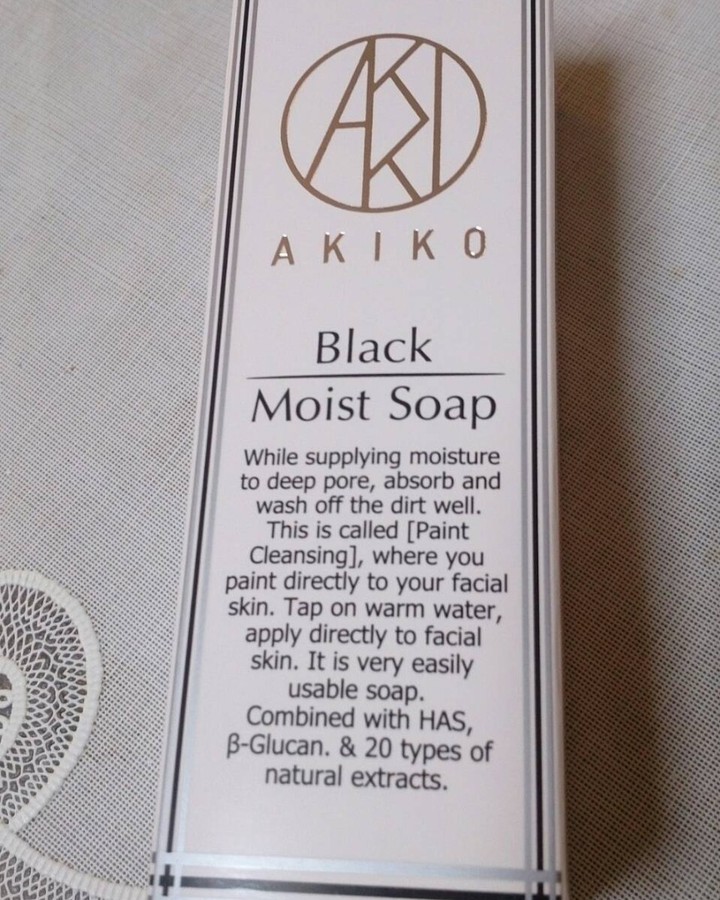 AKIKO
AKIKO
Black
Moist Soap
While supplying moisture
to deep pore, absorb and
wash off the dirt well.
This is called [Paint
Cleansing], where you
paint directly to your facial
skin. Tap on warm water,
apply directly to facial
skin. It is very easily
usable soap.
Combined with HAS,
β-Glucan. & 20 types of
natural extracts.